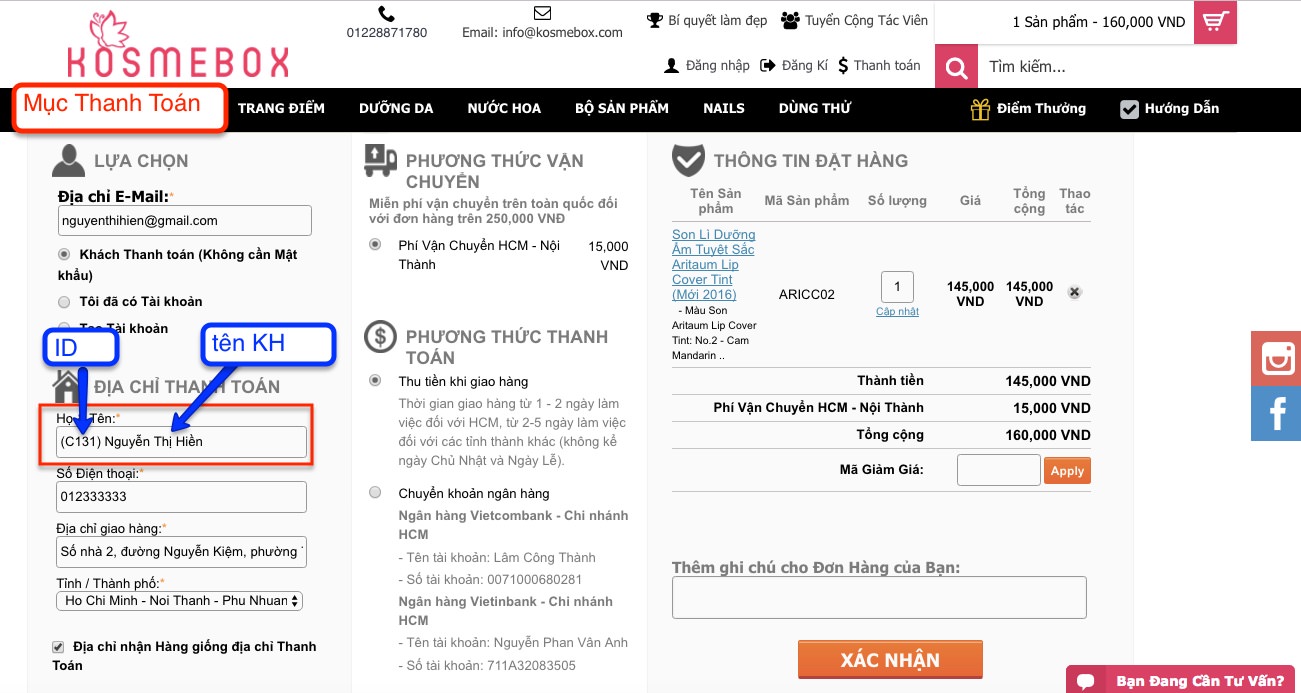 KOSMEBOX
01228871780
Email: info@kosmebox.com
Bí quyết làm đẹp
Tuyển Cộng Tác Viên
1 Sản phẩm - 160,000 VND
Đăng nhập
Đăng Kí
$ Thanh toán
Tìm kiếm...
Mục Thanh Toán
TRANG ĐIỂM
DƯỠNG DA
NƯỚC HOA
BỘ SẢN PHẨM
NAILS
DÙNG THỬ
Điểm Thưởng
Hướng Dẫn
LỰA CHỌN
Địa chỉ E-Mail:*
nguyenthihien@gmail.com
Khách Thanh toán (Không cần Mật
khẩu)
Tôi đã có Tài khoản
Tài khoản
ID
tên KH
ĐỊA CHỈ THANH TOÁN
Tên:*
(C131) Nguyễn Thị Hiền
Số Điện thoại:*
012333333
Địa chỉ giao hàng:*
Số nhà 2, đường Nguyễn Kiệm, phường
Tỉnh / Thành phố:*
Ho Chi Minh - Noi Thanh - Phu Nhuan
Địa chỉ nhận Hàng giống địa chỉ Thanh
Toán
PHƯƠNG THỨC VẬN
CHUYỂN
Miễn phí vận chuyển trên toàn quốc đối
với đơn hàng trên 250,000 VNĐ
Phí Vận Chuyển HCM - Nội
Thành
15,000
VND
$ PHƯƠNG THỨC THANH
TOÁN
Thu tiền khi giao hàng
Thời gian giao hàng từ 1 - 2 ngày làm
việc đối với HCM, từ 2-5 ngày làm việc
đối với các tỉnh thành khác (không kể
ngày Chủ Nhật và Ngày Lễ).
Chuyển khoản ngân hàng
Ngân hàng Vietcombank - Chi nhánh
HCM
- Tên tài khoản: Lâm Công Thành
- Số tài khoản: 0071000680281
Ngân hàng Vietinbank - Chi nhánh
HCM
- Tên tài khoản: Nguyễn Phan Vân Anh
- Số tài khoản: 711A32083505
THÔNG TIN ĐẶT HÀNG
Tên Sản
phẩm
Mã Sản phẩm
Số lượng
Giá
Tổng
cộng
Thao
tác
Son Lì Dưỡng
Ẩm Tuyệt Sắc
Aritaum Lip
Cover Tint
(Mới 2016)
- Màu Son
Aritaum Lip Cover
Tint: No.2 - Cam
Mandarin ..
ARICC02
1
Cập nhật
145,000
VND
145,000
VND
Thành tiền
145,000 VND
Phí Vận Chuyển HCM - Nội Thành
15,000 VND
Tổng cộng
160,000 VND
Mã Giảm Giá:
Apply
Thêm ghi chú cho Đơn Hàng của Bạn:
XÁC NHẬN
f
Bạn Đang Cần Tư Vấn?